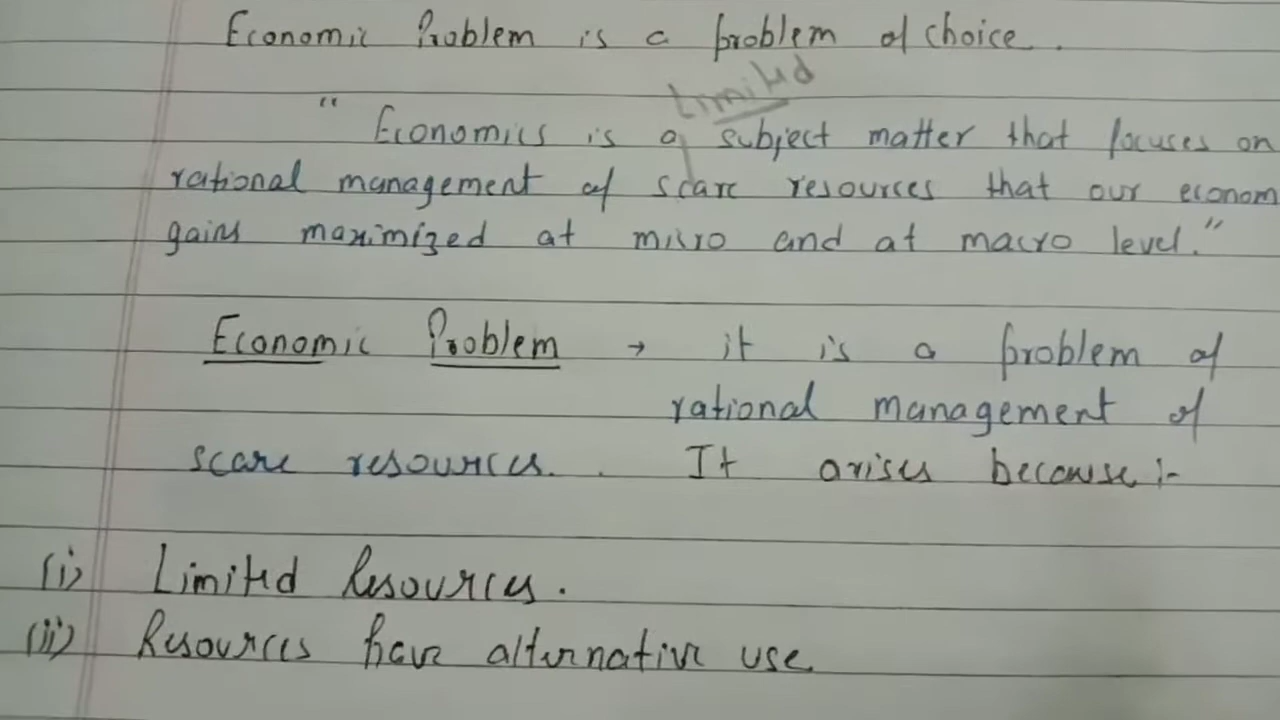 Economic Problem is a problem of choice.
Limited
" Economics is a subject matter that focuses on
rational management of scarc resources that our econom
gains maximized at micro and at macro level."
Economic Problem → it is a problem of
rational management of
scarc resources. It arises because :-
(i) Limited Resources.
(ii) Resources have alternative use.